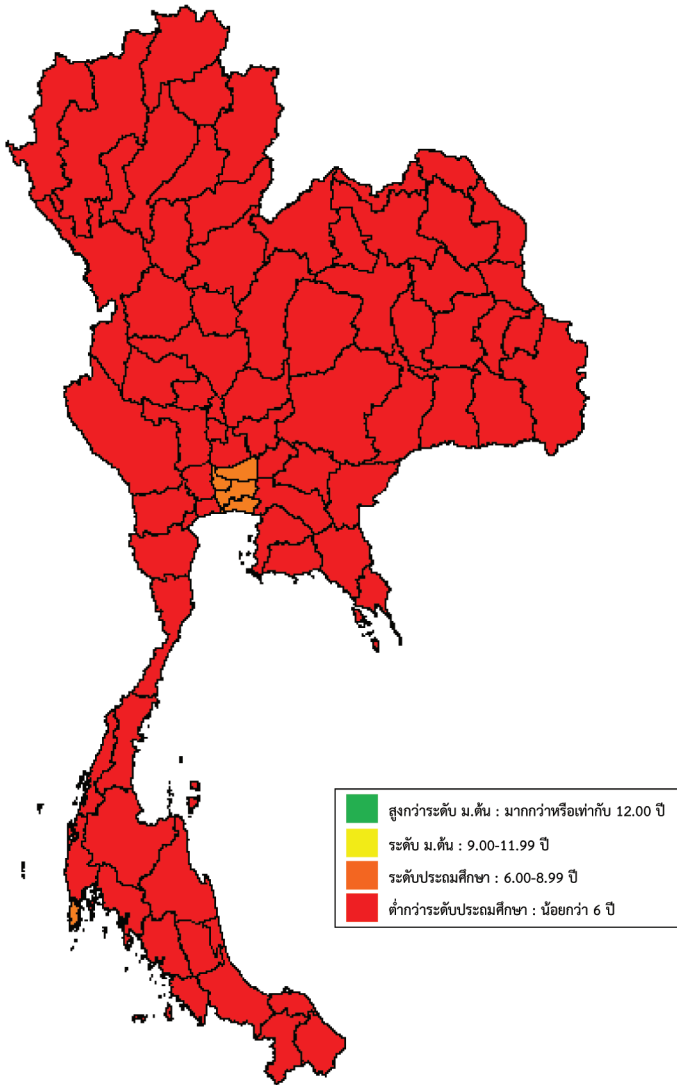 สูงกว่าระดับ ม.ต้น : มากกว่าหรือเท่ากับ 12.00 ปี
ระดับ ม.ต้น : 9.00-11.99 ปี
ระดับประถมศึกษา : 6.00-8.99 ปี
ต่ำกว่าระดับประถมศึกษา : น้อยกว่า 6 ปี